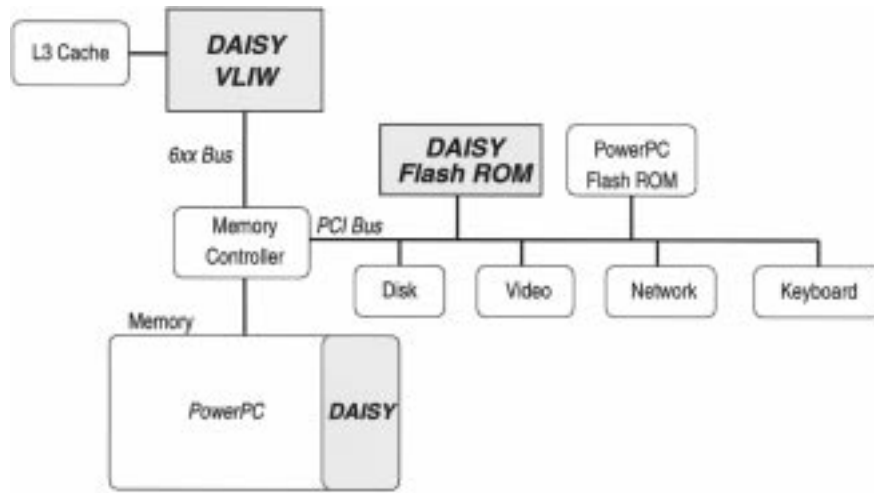 L3 Cache
DAISY
VLIW
6xx Bus
DAISY
Flash ROM
PowerPC
Flash ROM
Memory
Controller
PCI Bus
Disk
Video
Network
Keyboard
Memory
PowerPC
DAISY